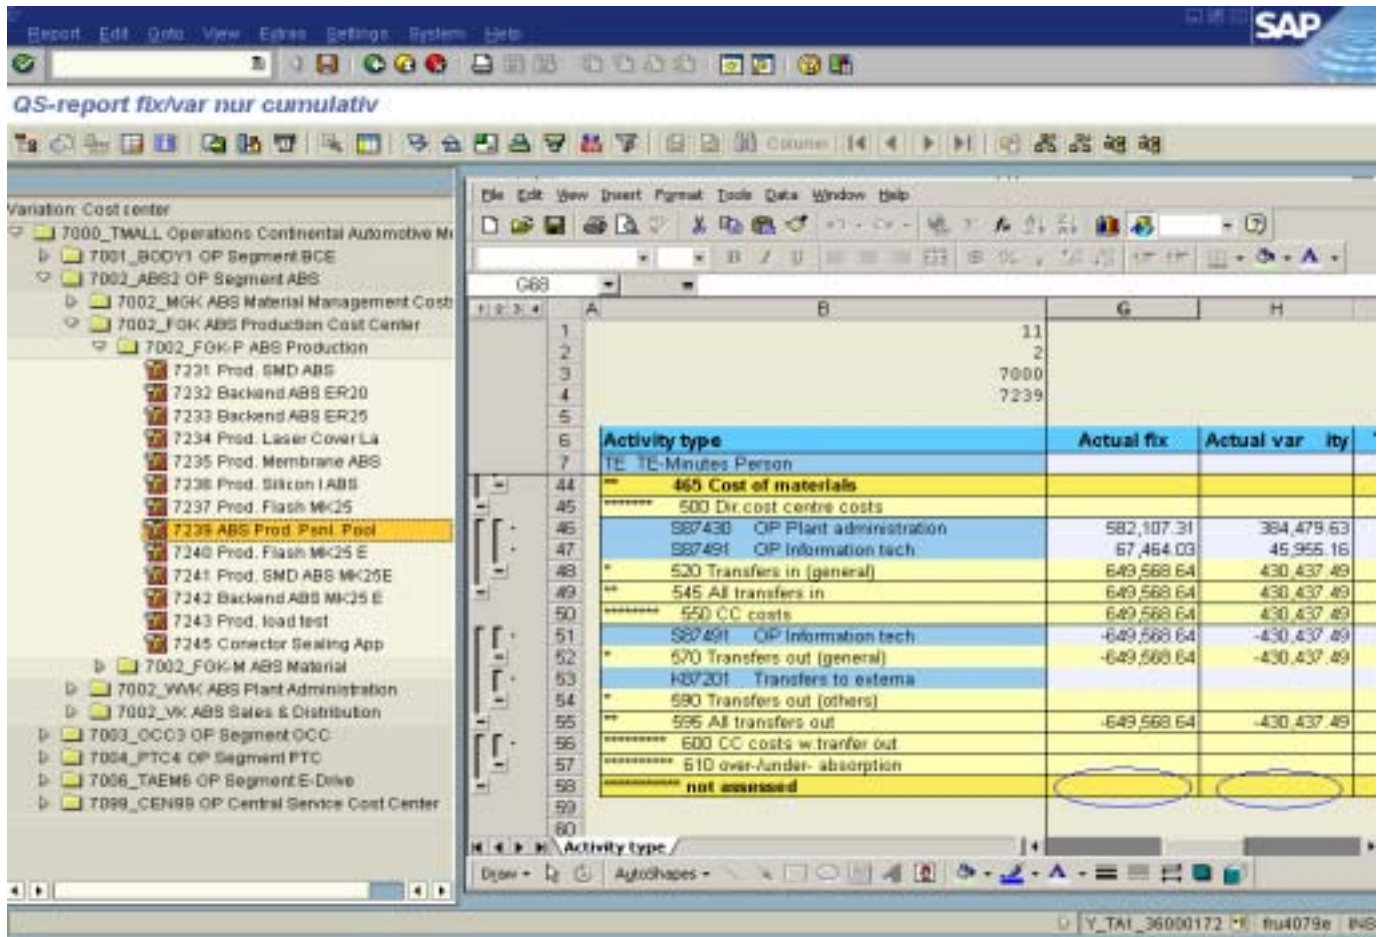 Report Edit Goto View Extras Settings System Help
SAP
QS-report fix/var nur cumulativ
Column
Variation: Cost center
7000_TMALL Operations Continental Automotive
7001_BODY1 OP Segment BCE
7002_ABS2 OP Segment ABS
7002_MGK ABS Material Management Cost
7002_FGK ABS Production Cost Center
7002_FGK-P ABS Production
7231 Prod. SMD ABS
7232 Backend ABS ER20
7233 Backend ABS ER25
7234 Prod. Laser Cover La
7235 Prod. Membrane ABS
7236 Prod. Silicon I ABS
7237 Prod. Flash MK25
7239 ABS Prod. Psnl. Pool
7240 Prod. Flash MK25 E
7241 Prod. SMD ABS MK25E
7242 Backend ABS MK25 E
7243 Prod. load test
7245 Conector Sealing App
7002_FGK-M ABS Material
7002_WVK ABS Plant Administration
7002_VK ABS Sales & Distribution
7003_OCC3 OP Segment OCC
7004_PTC4 OP Segment PTC
7006_TAEM6 OP Segment E-Drive
7099_CEN99 OP Central Service Cost Center
File Edit View Insert Format Tools Data Window Help
G68 =
1 2 3 4 A B G H
1 11
2 2
3 7000
4 7239
5
6 Activity type Actual fix Actual var ity
7 TE TE-Minutes Person
44 ** 465 Cost of materials
45 ******* 500 Dir.cost centre costs
46 S87430 OP Plant administration 582,107.31 384,479.63
47 S87491 OP Information tech 67,464.03 45,955.16
48 * 520 Transfers in (general) 649,568.64 430,437.49
49 ** 545 All transfers in 649,568.64 430,437.49
50 ******** 550 CC costs 649,568.64 430,437.49
51 S87491 OP Information tech -649,568.64 -430,437.49
52 * 570 Transfers out (general) -649,568.64 -430,437.49
53 K87201 Transfers to externa
54 * 590 Transfers out (others)
55 ** 595 All transfers out -649,568.64 -430,437.49
56 ********* 600 CC costs w.tranfer out
57 ********** 610 over-/under- absorption
58 *********** not assessed
59
60
Activity type
Draw AutoShapes
Y_TA1_36000172 fru4079e INS